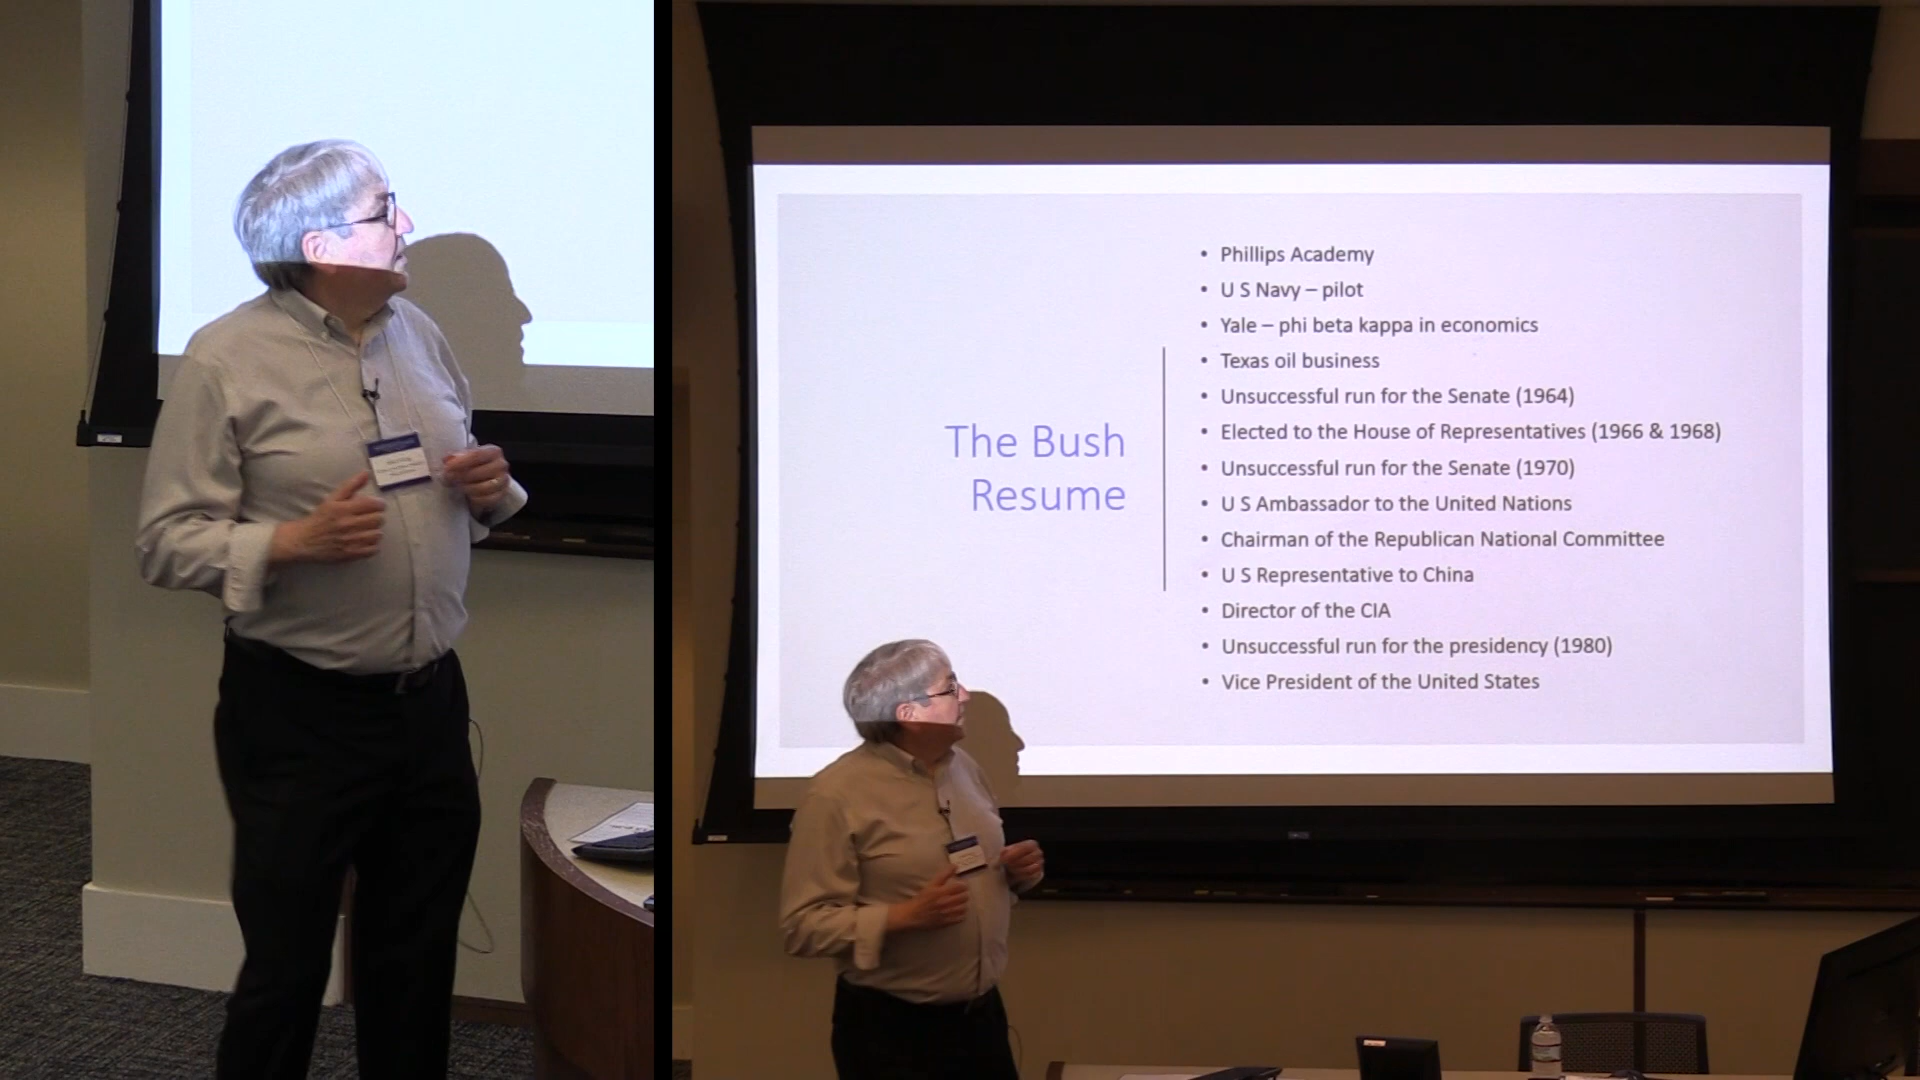 The Bush
Resume
• Phillips Academy
• U S Navy – pilot
• Yale – phi beta kappa in economics
• Texas oil business
• Unsuccessful run for the Senate (1964)
• Elected to the House of Representatives (1966 & 1968)
• Unsuccessful run for the Senate (1970)
• U S Ambassador to the United Nations
• Chairman of the Republican National Committee
• U S Representative to China
• Director of the CIA
• Unsuccessful run for the presidency (1980)
• Vice President of the United States